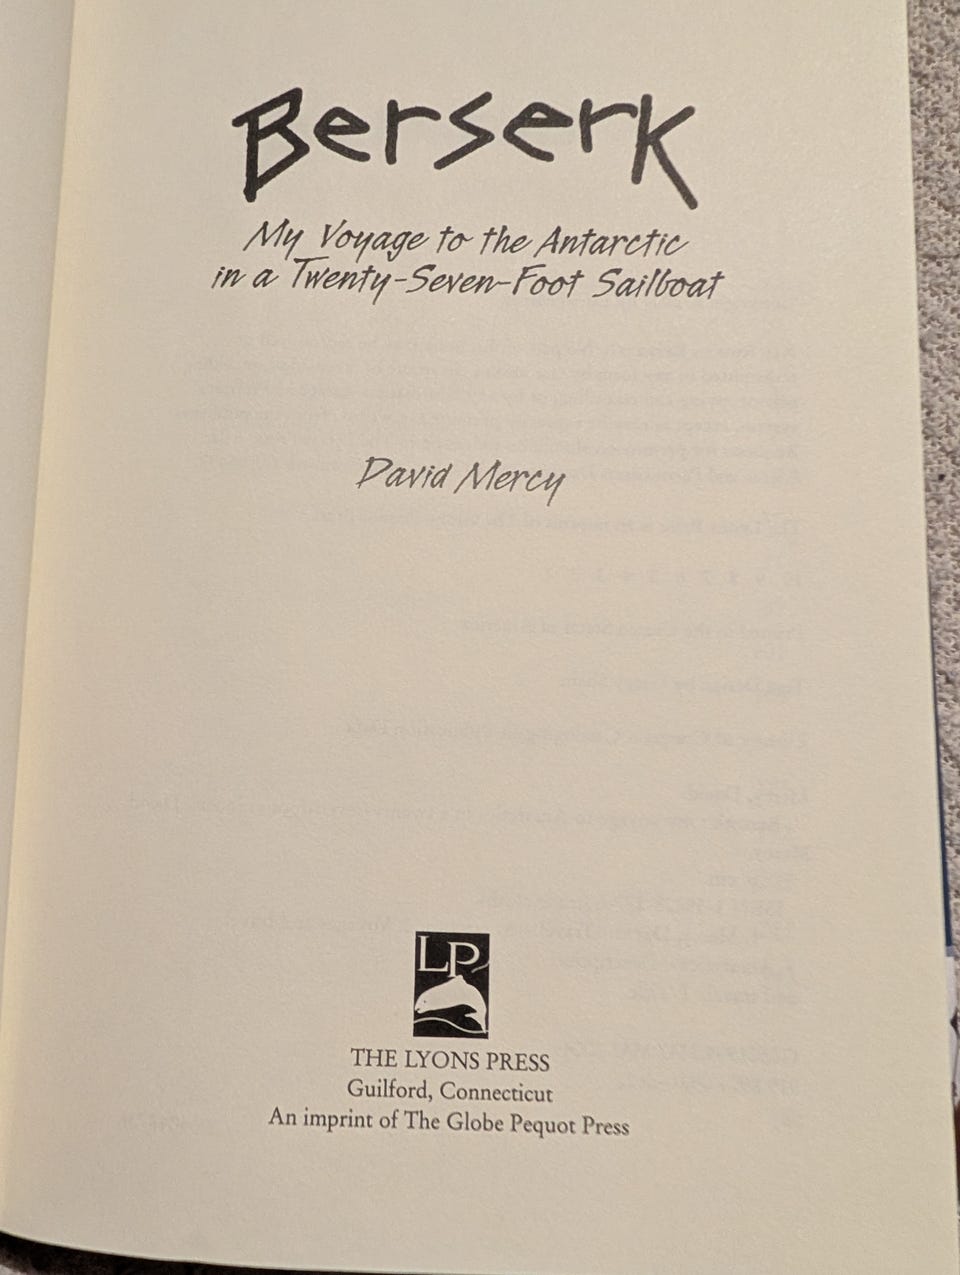 Berserk
My Voyage to the Antarctic
in a Twenty-Seven-Foot Sailboat
David Mercy
LP
THE LYONS PRESS
Guilford, Connecticut
An imprint of The Globe Pequot Press